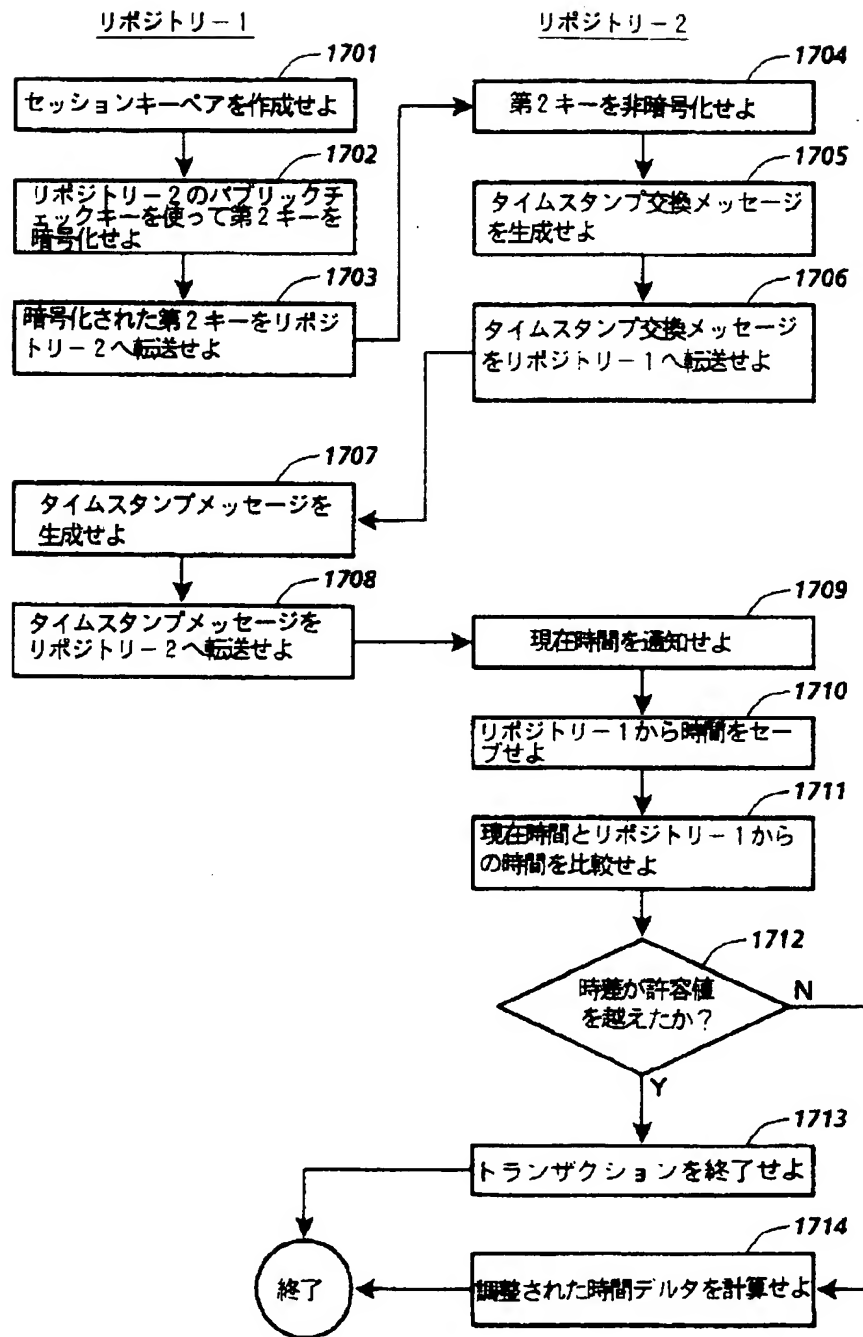 リポジトリー1
リポジトリー2
1701
セッションキーペアを作成せよ
1702
リポジトリー2のパブリックチ
ェックキーを使って第2キーを
暗号化せよ
1703
暗号化された第2キーをリポジ
トリー2へ転送せよ
1704
第2キーを非暗号化せよ
1705
タイムスタンプ交換メッセージ
を生成せよ
1706
タイムスタンプ交換メッセージ
をリポジトリー1へ転送せよ
1707
タイムスタンプメッセージを
生成せよ
1708
タイムスタンプメッセージを
リポジトリー2へ転送せよ
1709
現在時間を通知せよ
1710
リポジトリー1から時間をセー
ブせよ
1711
現在時間とリポジトリー1から
の時間を比較せよ
1712
時差が許容値
を越えたか?
N
Y
1713
トランザクションを終了せよ
1714
調整された時間デルタを計算せよ
終了